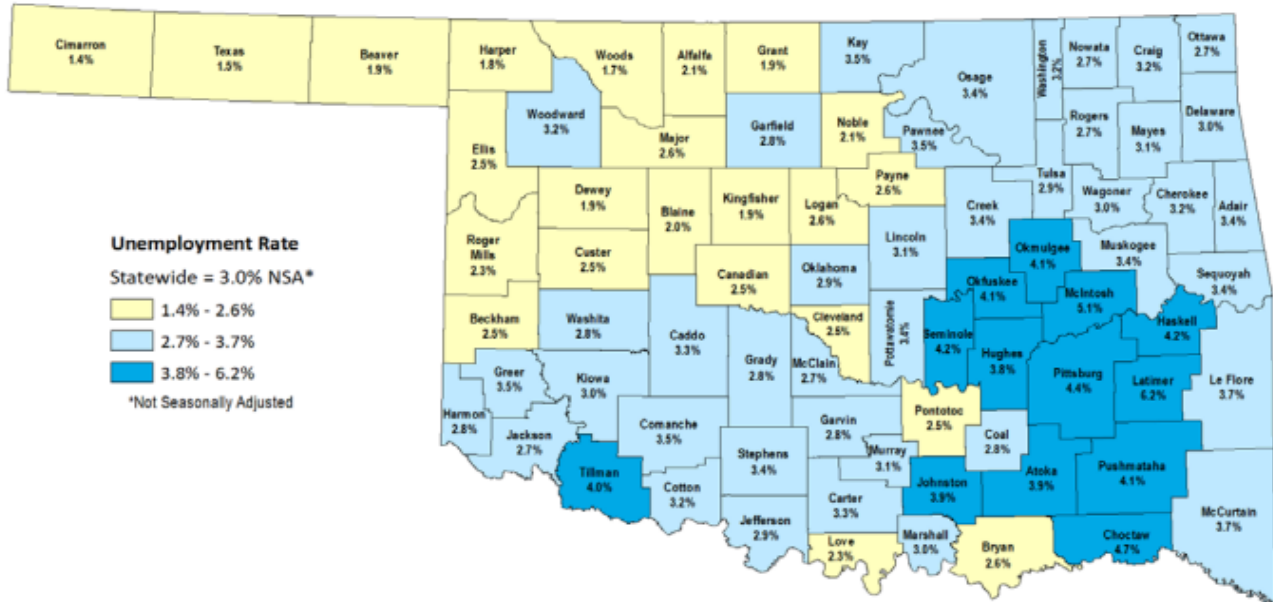 Cimarron
1.4%
Texas
1.5%
Beaver
1.9%
Harper
1.8%
Woods
1.7%
Alfalfa
2.1%
Grant
1.9%
Kay
3.5%
Osage
3.4%
Washington
3.2%
Nowata
2.7%
Craig
3.2%
Ottawa
2.7%
Woodward
3.2%
Garfield
2.8%
Noble
2.1%
Pawnee
3.5%
Rogers
2.7%
Mayes
3.1%
Delaware
3.0%
Ellis
2.5%
Major
2.6%
Payne
2.6%
Tulsa
2.9%
Wagoner
3.0%
Cherokee
3.2%
Adair
3.4%
Dewey
1.9%
Blaine
2.0%
Kingfisher
1.9%
Logan
2.6%
Creek
3.4%
Lincoln
3.1%
Okmulgee
4.1%
Muskogee
3.4%
Sequoyah
3.4%
Roger
Mills
2.3%
Custer
2.5%
Canadian
2.5%
Oklahoma
2.9%
Okfuskee
4.1%
McIntosh
5.1%
Haskell
4.2%
Beckham
2.5%
Washita
2.8%
Caddo
3.3%
Cleveland
2.5%
Pottawatomie
3.4%
Seminole
4.2%
Hughes
3.8%
Pittsburg
4.4%
Latimer
6.2%
Le Flore
3.7%
Grady
2.8%
McClain
2.7%
Greer
3.5%
Kiowa
3.0%
Harmon
2.8%
Jackson
2.7%
Comanche
3.5%
Garvin
2.8%
Pontotoc
2.5%
Coal
2.8%
Murray
3.1%
Stephens
3.4%
Tillman
4.0%
Cotton
3.2%
Carter
3.3%
Johnston
3.9%
Atoka
3.9%
Pushmataha
4.1%
McCurtain
3.7%
Jefferson
2.9%
Love
2.3%
Marshall
3.0%
Bryan
2.6%
Choctaw
4.7%
Unemployment Rate
Statewide = 3.0% NSA*
1.4% - 2.6%
2.7% - 3.7%
3.8% - 6.2%
*Not Seasonally Adjusted